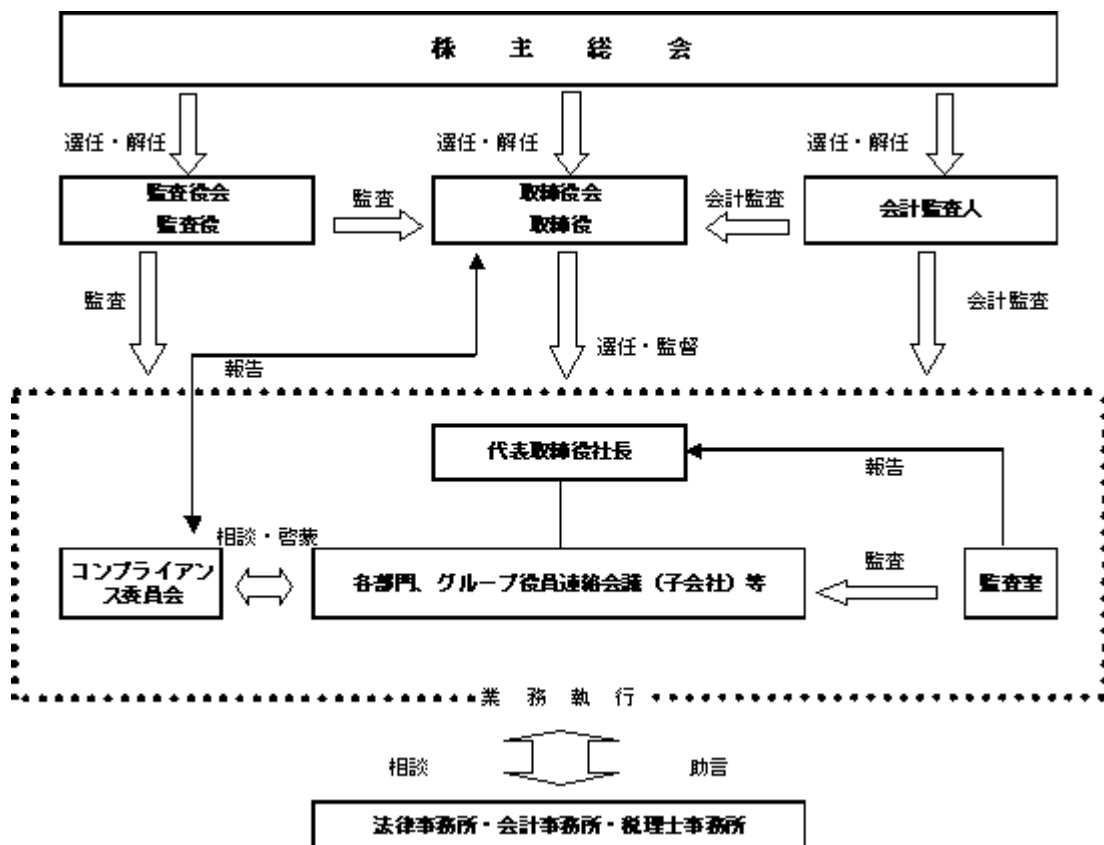 株主総会
選任・解任
選任・解任
選任・解任
監査役会
監査役
監査
取締役会
取締役
会計監査
会計監査人
監査
選任・監督
会計監査
報告
代表取締役社長
報告
相談・啓蒙
コンプライアン
ス委員会
各部門、グループ役員連絡会議（子会社）等
監査
監査室
業務執行
相談
助言
法律事務所・会計事務所・税理士事務所